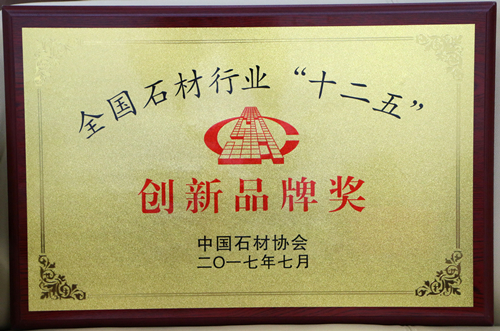 全国石材行业“十二五”
创新品牌奖
中国石材协会
二〇一七年七月